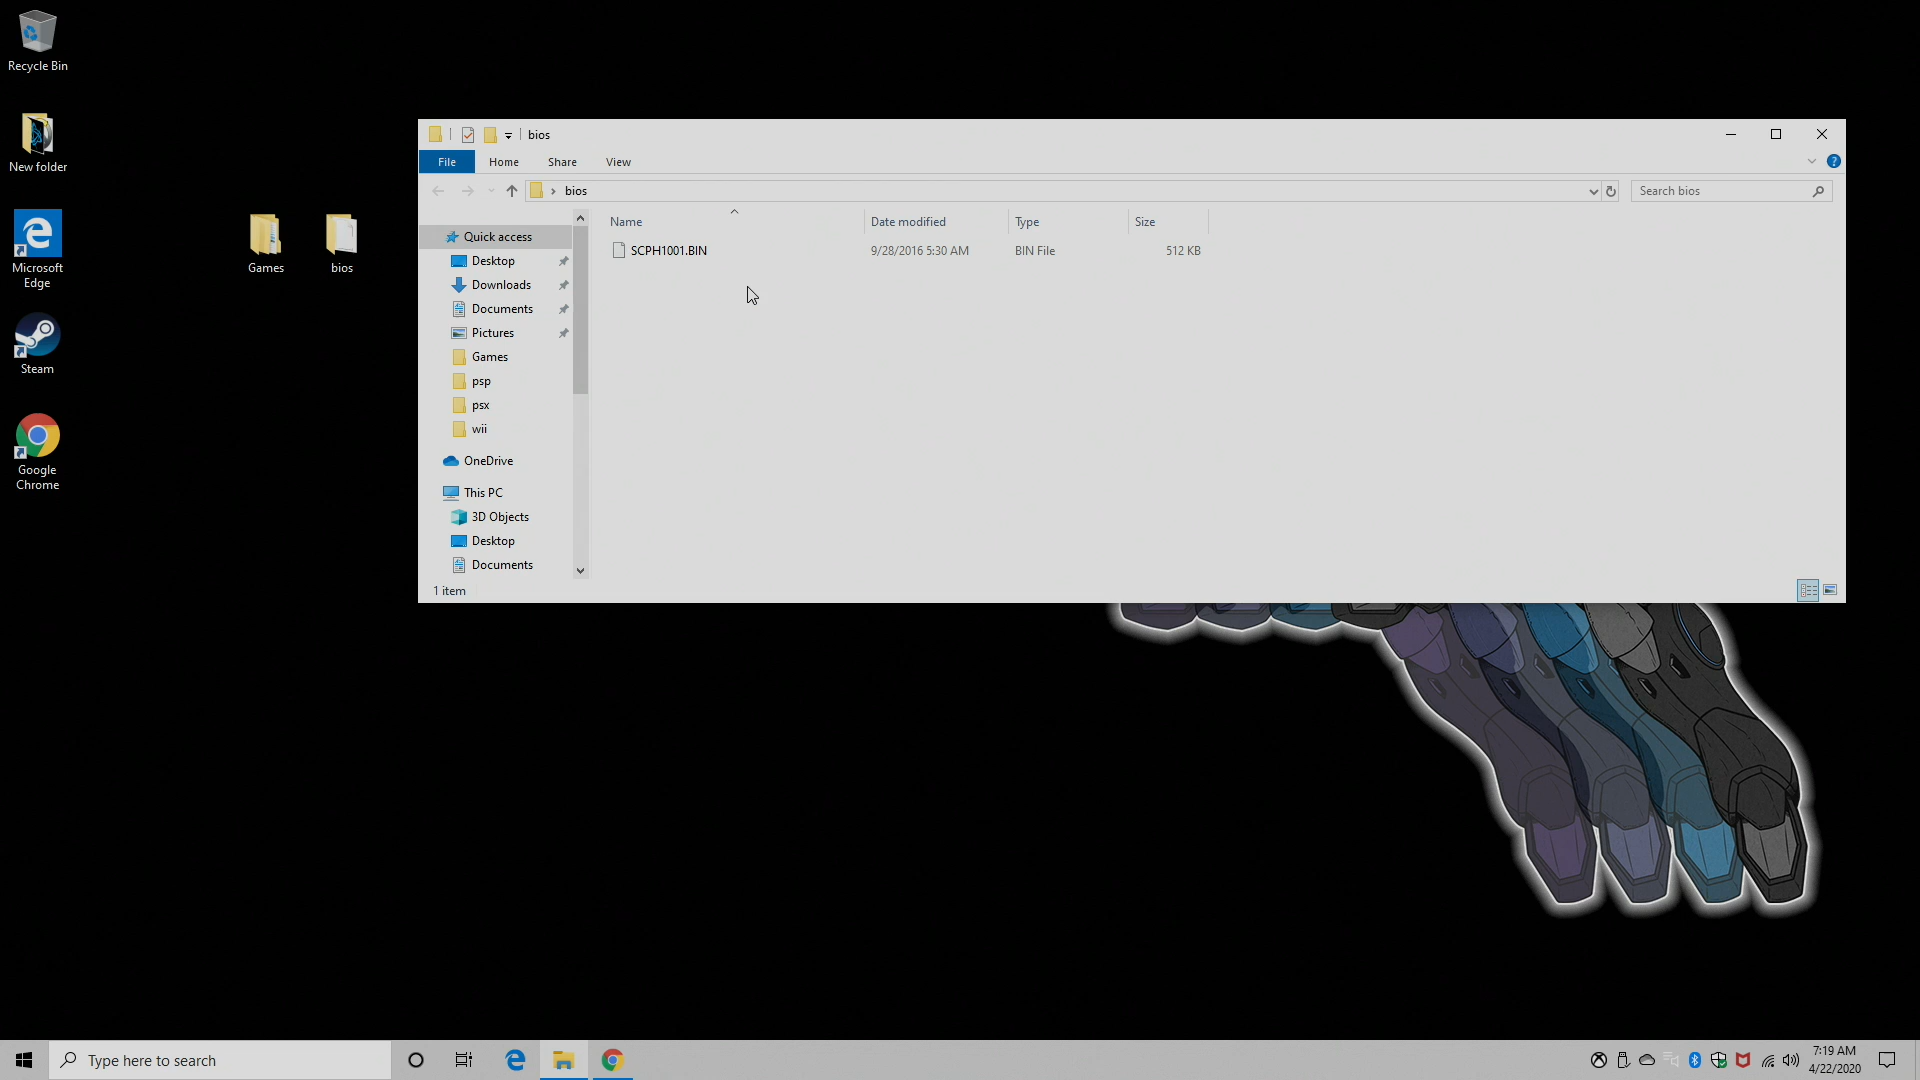 Recycle Bin
New folder
Microsoft
Edge
Steam
Google
Chrome
Games
bios
bios
File
Home
Share
View
bios
Search bios
Name
Date modified
Type
Size
SCPH1001.BIN
9/28/2016 5:30 AM
BIN File
512 KB
Quick access
Desktop
Downloads
Documents
Pictures
Games
psp
psx
wii
OneDrive
This PC
3D Objects
Desktop
Documents
1 item
Type here to search
7:19 AM
4/22/2020